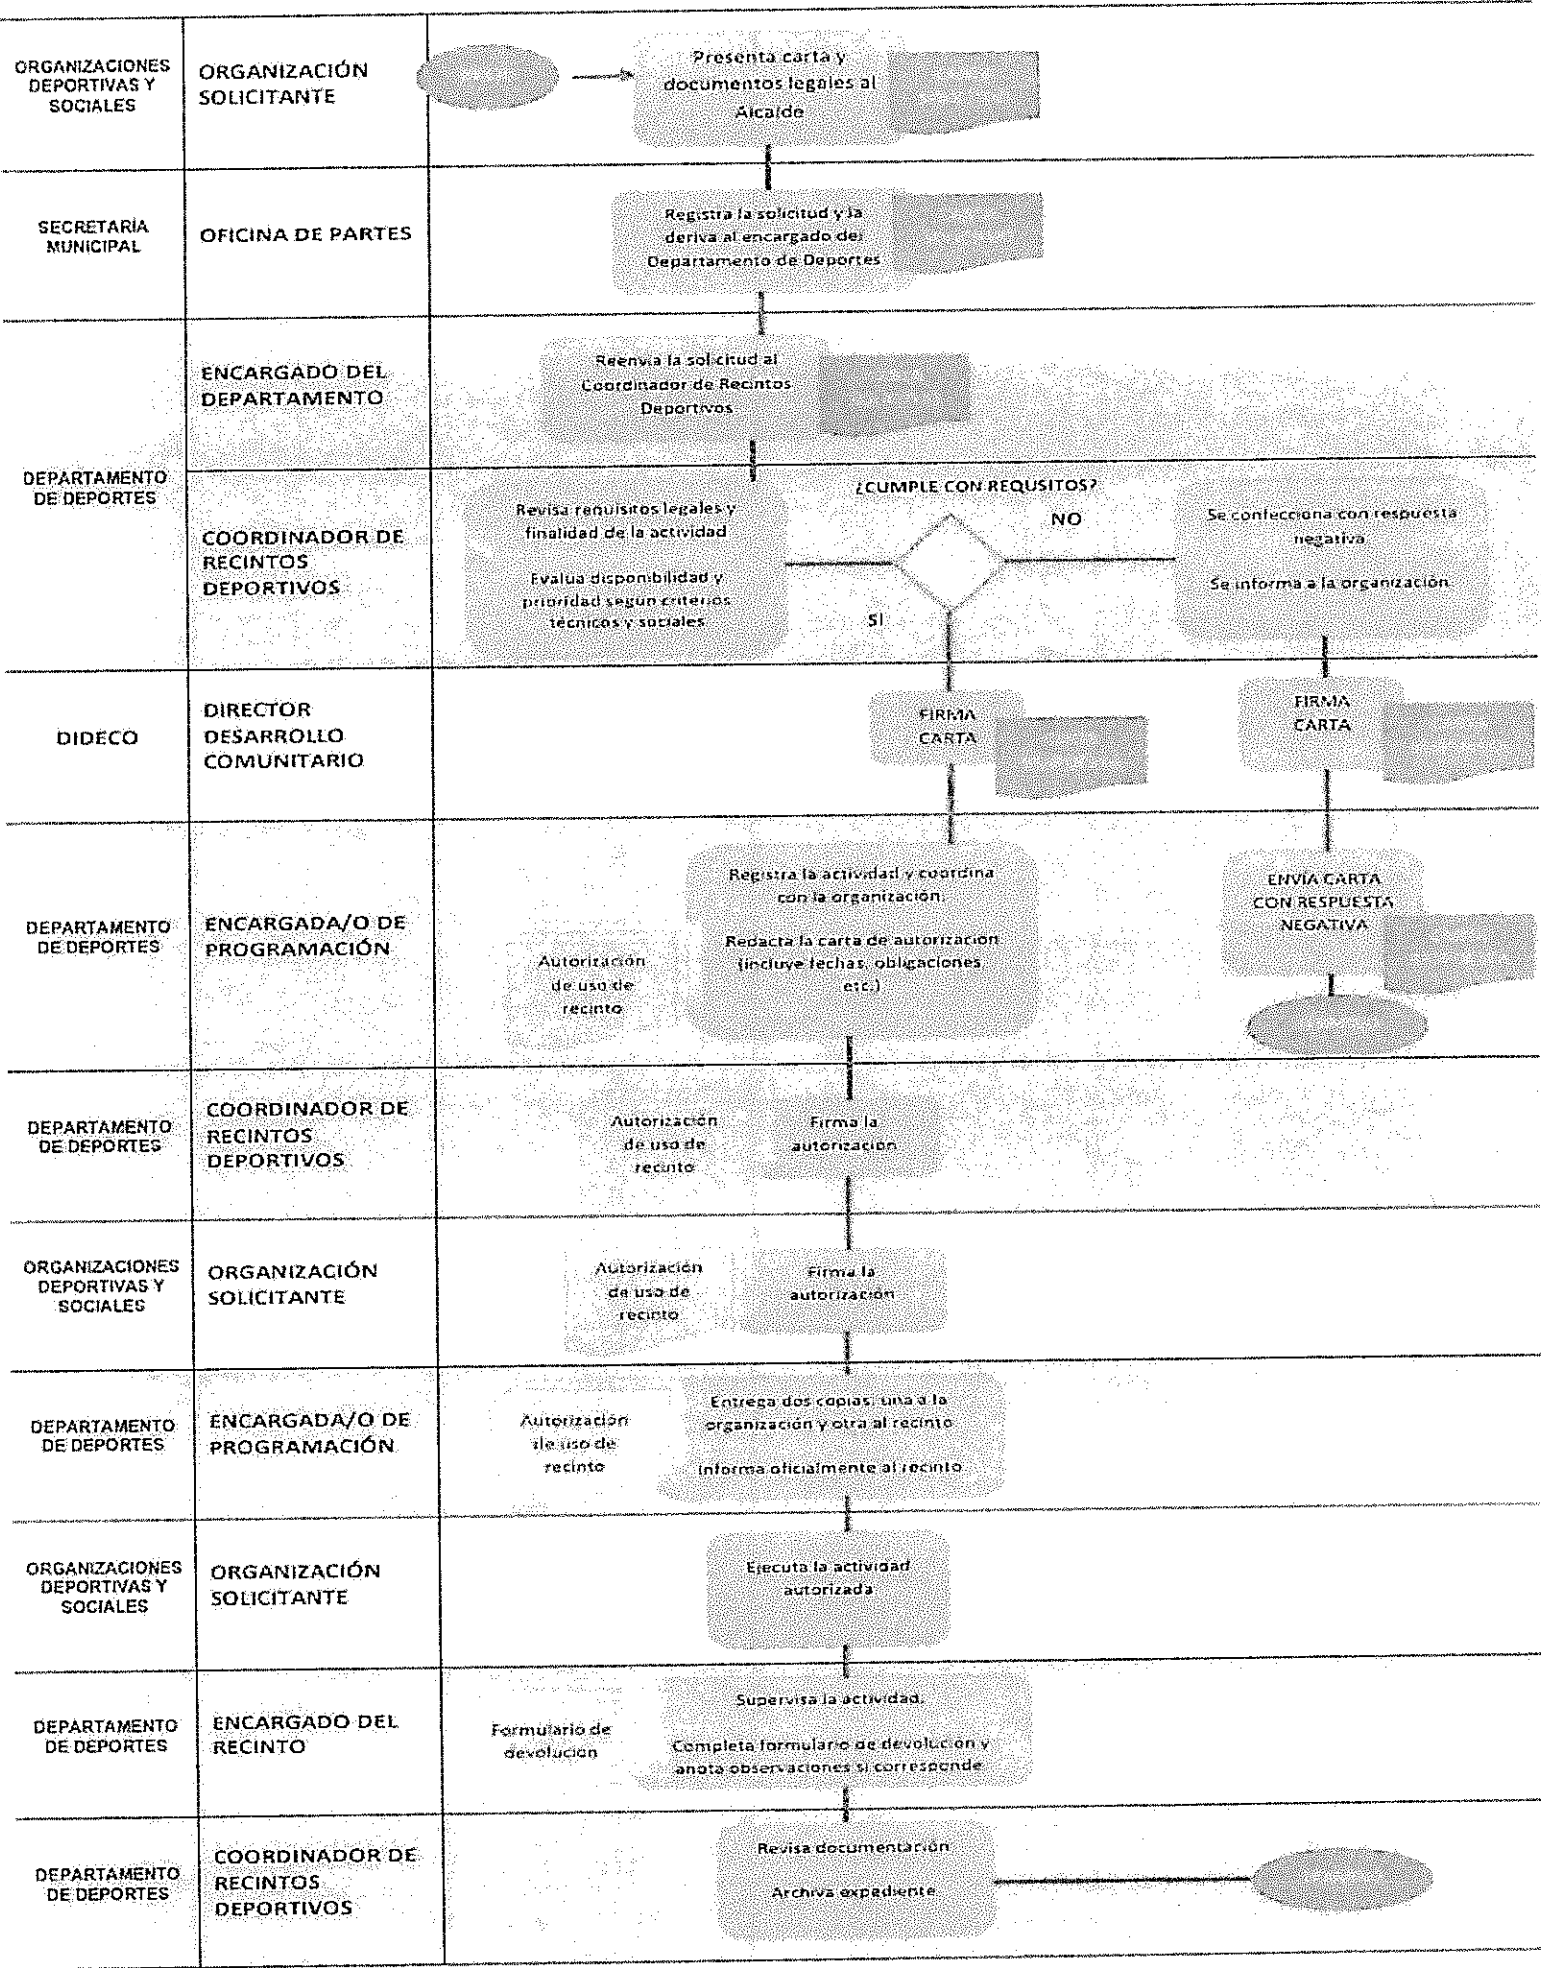 ORGANIZACIONES
DEPORTIVAS Y
SOCIALES
ORGANIZACIÓN
SOLICITANTE
Presenta carta y
documentos legales al
Alcalde
SECRETARÍA
MUNICIPAL
OFICINA DE PARTES
Registra la solicitud y la
deriva al encargado del
Departamento de Deportes
DEPARTAMENTO
DE DEPORTES
ENCARGADO DEL
DEPARTAMENTO
Reenvia la solicitud al
Coordinador de Recintos
Deportivos
COORDINADOR DE
RECINTOS
DEPORTIVOS
Revisa requisitos legales y
finalidad de la actividad
Evalua disponibilidad y
prioridad según criterios
técnicos y sociales
¿CUMPLE CON REQUSITOS?
NO
SI
Se confecciona con respuesta
negativa
Se informa a la organización
DIDECO
DIRECTOR
DESARROLLO
COMUNITARIO
FIRMA
CARTA
FIRMA
CARTA
DEPARTAMENTO
DE DEPORTES
ENCARGADA/O DE
PROGRAMACIÓN
Autorización
de uso de
recinto
Registra la actividad y coordina
con la organización.
Redacta la carta de autorización
(incluye fechas, obligaciones
etc.)
ENVIA CARTA
CON RESPUESTA
NEGATIVA
DEPARTAMENTO
DE DEPORTES
COORDINADOR DE
RECINTOS
DEPORTIVOS
Autorización
de uso de
recinto
Firma la
autorización
ORGANIZACIONES
DEPORTIVAS Y
SOCIALES
ORGANIZACIÓN
SOLICITANTE
Autorización
de uso de
recinto
Firma la
autorización
DEPARTAMENTO
DE DEPORTES
ENCARGADA/O DE
PROGRAMACIÓN
Autorización
de uso de
recinto
Entrega dos copias, una a la
organización y otra al recinto
Informa oficialmente al recinto
ORGANIZACIONES
DEPORTIVAS Y
SOCIALES
ORGANIZACIÓN
SOLICITANTE
Ejecuta la actividad
autorizada
DEPARTAMENTO
DE DEPORTES
ENCARGADO DEL
RECINTO
Formulario de
devolución
Supervisa la actividad.
Completa formulario de devolución y
anota observaciones si corresponde
DEPARTAMENTO
DE DEPORTES
COORDINADOR DE
RECINTOS
DEPORTIVOS
Revisa documentación
Archiva expediente